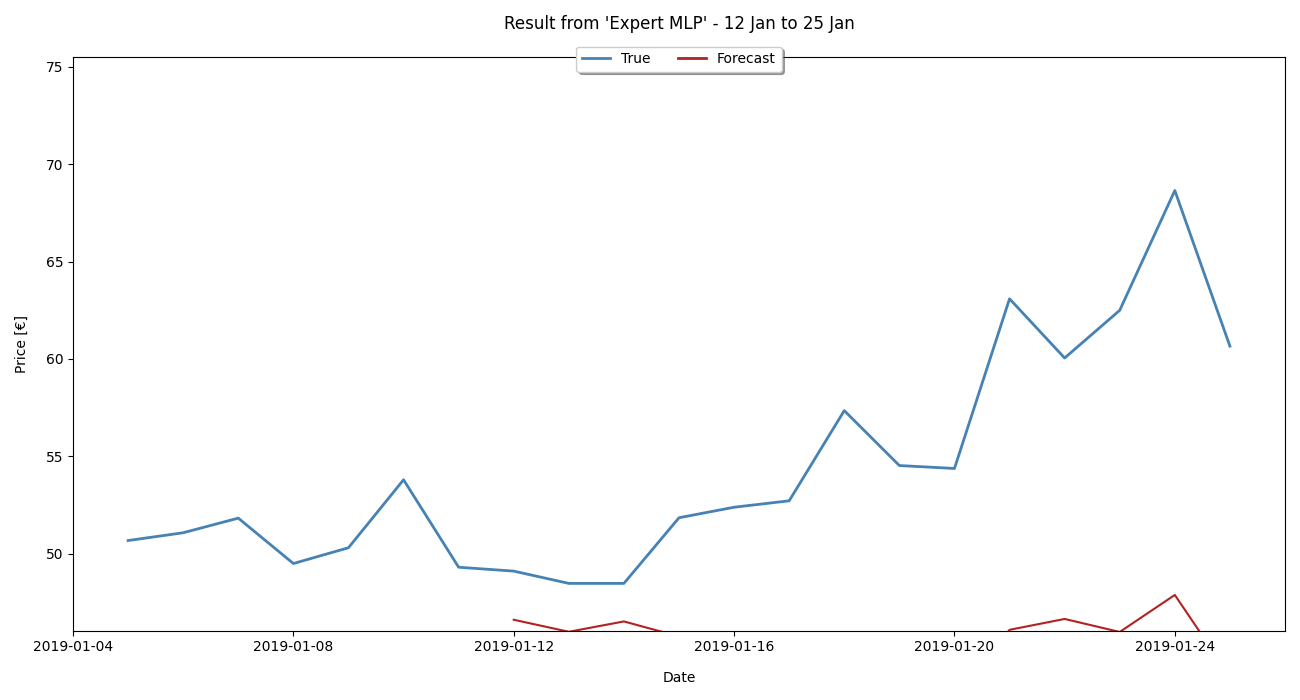 Result from 'Expert MLP' - 12 Jan to 25 Jan
True Forecast
75
70
65
60
55
50
Price [€]
2019-01-04 2019-01-08 2019-01-12 2019-01-16 2019-01-20 2019-01-24
Date